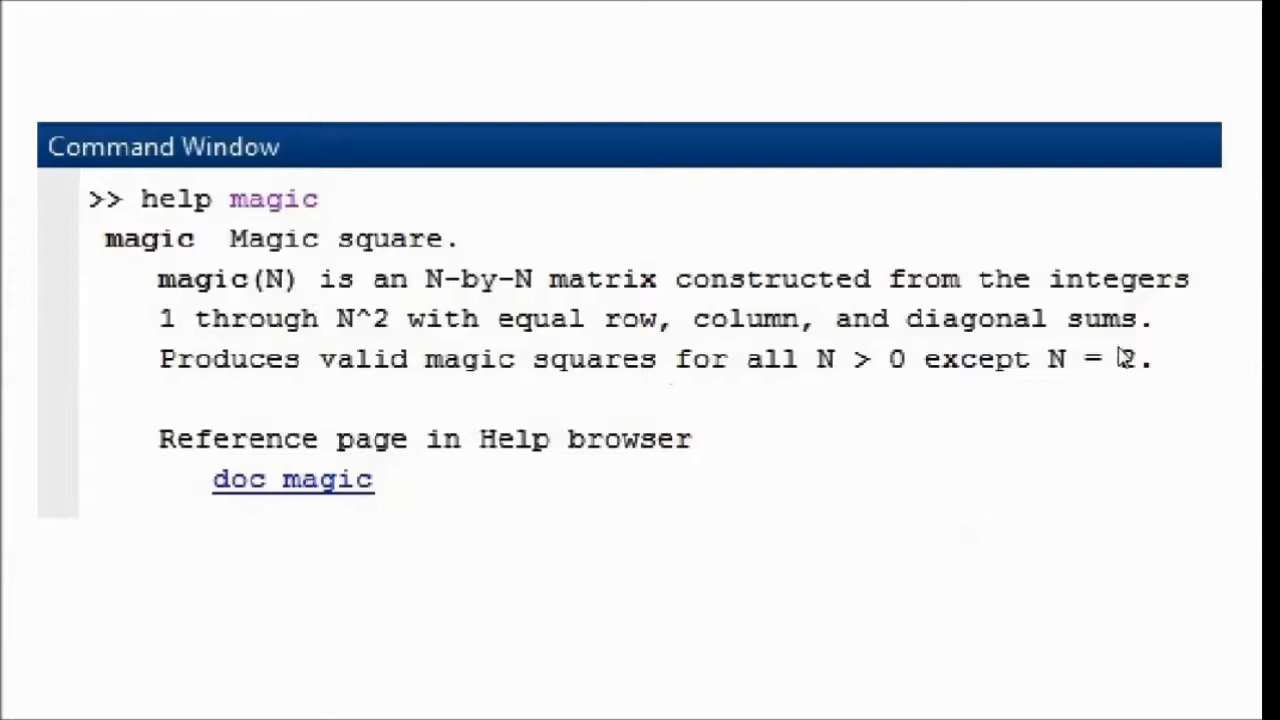 Command Window
>> help magic
magic Magic square.
magic(N) is an N-by-N matrix constructed from the integers
1 through N^2 with equal row, column, and diagonal sums.
Produces valid magic squares for all N > 0 except N = 2.
Reference page in Help browser
doc magic